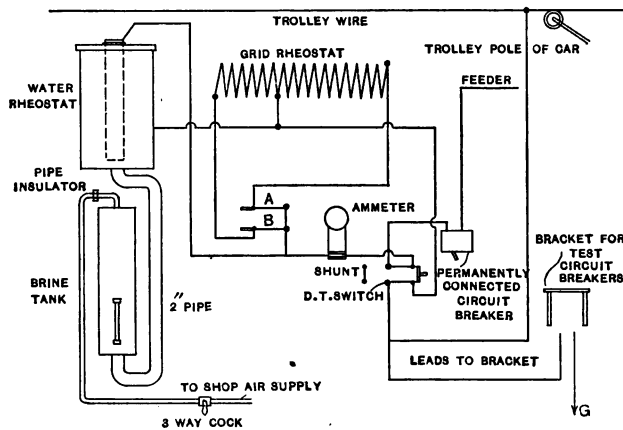 TROLLEY WIRE
GRID RHEOSTAT
TROLLEY POLE OF CAR
WATER
RHEOSTAT
FEEDER
PIPE
INSULATOR
A
B
AMMETER
BRACKET FOR
TEST
CIRCUIT
BREAKERS
SHUNT
D.T. SWITCH
PERMANENTLY
CONNECTED
CIRCUIT
BREAKER
BRINE
TANK
2" PIPE
LEADS TO BRACKET
TO SHOP AIR SUPPLY
3 WAY COCK
G